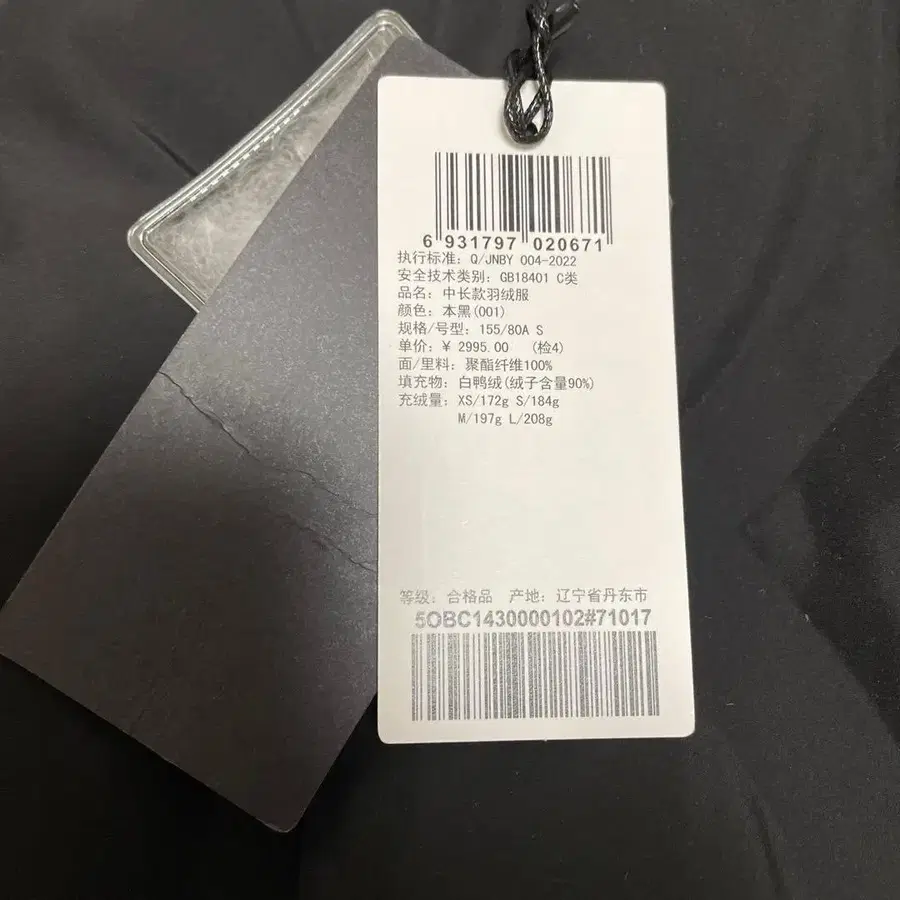 6 931797 020671
执行标准: Q/JNBY 004-2022
安全技术类别: GB18401 C类
品名: 中长款羽绒服
颜色: 本黑(001)
规格/号型: 155/80A S
单价: ¥ 2995.00 (检4)
面/里料: 聚酯纤维100%
填充物: 白鸭绒(绒子含量90%)
充绒量: XS/172g S/184g
M/197g L/208g
等级: 合格品 产地: 辽宁省丹东市
5OBC1430000102#71017